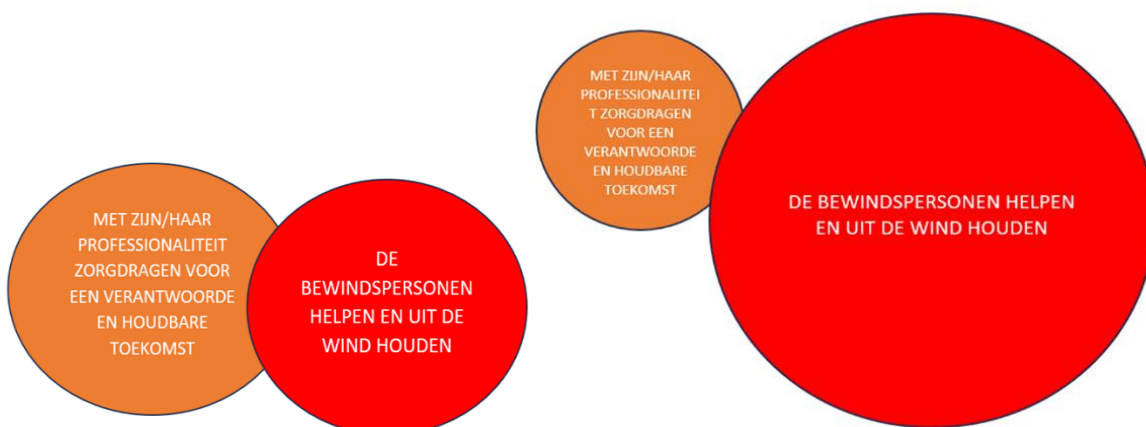 MET ZIJN/HAAR
PROFESSIONALITEIT
ZORGDRAGEN VOOR
EEN VERANTWOORDE
EN HOUDBARE
TOEKOMST
DE
BEWINDSPERSONEN
HELPEN EN UIT DE
WIND HOUDEN
MET ZIJN/HAAR
PROFESSIONALITEI
T ZORGDRAGEN
VOOR EEN
VERANTWOORDE
EN HOUDBARE
TOEKOMST
DE BEWINDSPERSONEN HELPEN
EN UIT DE WIND HOUDEN